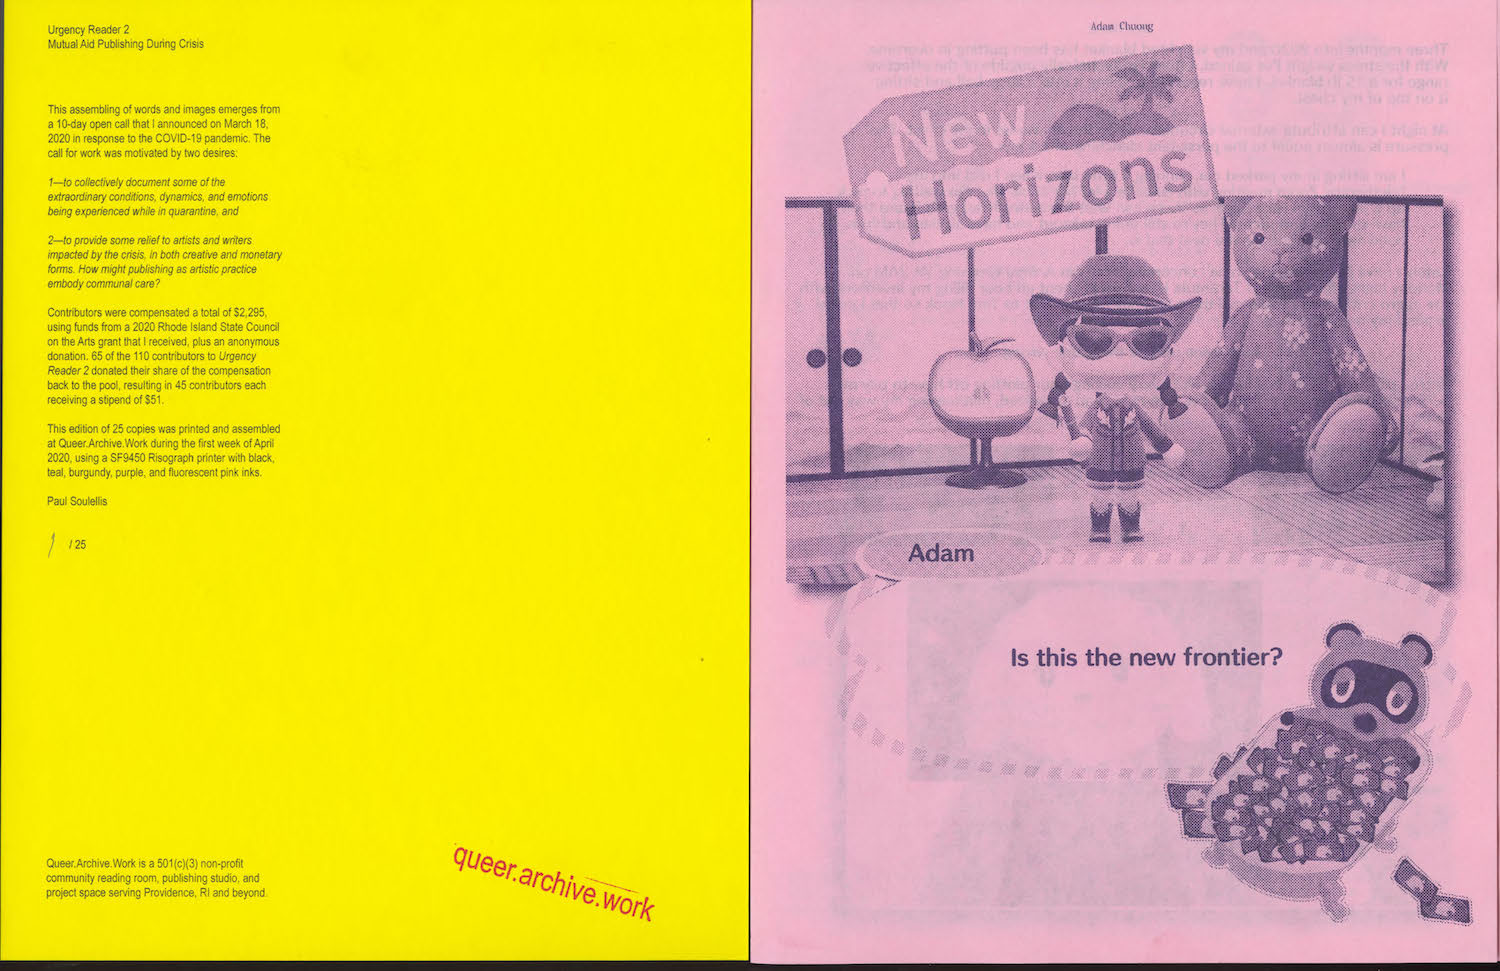 Urgency Reader 2
Mutual Aid Publishing During Crisis
This assembling of words and images emerges from
a 10-day open call that I announced on March 18,
2020 in response to the COVID-19 pandemic. The
call for work was motivated by two desires:
1—to collectively document some of the
extraordinary conditions, dynamics, and emotions
being experienced while in quarantine, and
2—to provide some relief to artists and writers
impacted by the crisis, in both creative and monetary
forms. How might publishing as artistic practice
embody communal care?
Contributors were compensated a total of $2,295,
using funds from a 2020 Rhode Island State Council
on the Arts grant that I received, plus an anonymous
donation. 65 of the 110 contributors to Urgency
Reader 2 donated their share of the compensation
back to the pool, resulting in 45 contributors each
receiving a stipend of $51.
This edition of 25 copies was printed and assembled
at Queer.Archive.Work during the first week of April
2020, using a SF9450 Risograph printer with black,
teal, burgundy, purple, and fluorescent pink inks.
Paul Soulellis
1 / 25
Queer.Archive.Work is a 501(c)(3) non-profit
community reading room, publishing studio, and
project space serving Providence, RI and beyond.
queer.archive.work
Adam Chuong
New
Horizons
Adam
Is this the new frontier?